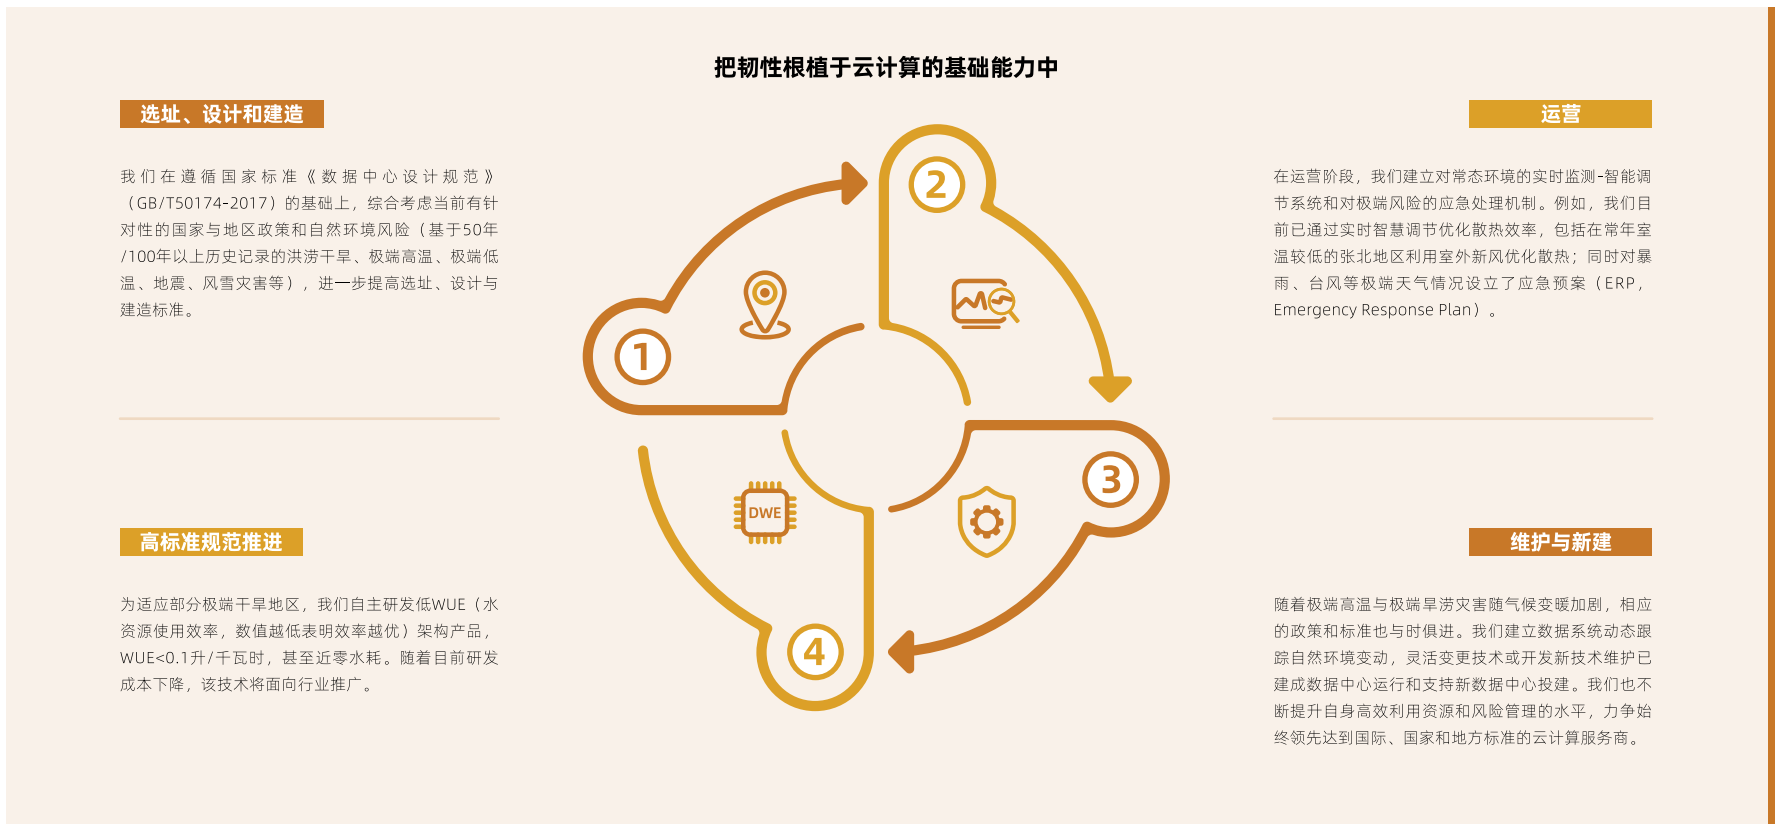 把韧性根植于云计算的基础能力中
选址、设计和建造
我们在遵循国家标准《数据中心设计规范》
（GB/T50174-2017）的基础上，综合考虑当前有针
对性的国家与地区政策和自然环境风险（基于50年
/100年以上历史记录的洪涝干旱、极端高温、极端低
温、地震、风雪灾害等），进一步提高选址、设计与
建造标准。
运营
在运营阶段，我们建立对常态环境的实时监测-智能调
节系统和对极端风险的应急处理机制。例如，我们目
前已通过实时智慧调节优化散热效率，包括在常年室
温较低的张北地区利用室外新风优化散热；同时对暴
雨、台风等极端天气情况设立了应急预案（ERP，
Emergency Response Plan）。
1
2
3
DWE
4
高标准规范推进
为适应部分极端干旱地区，我们自主研发低WUE（水
资源使用效率，数值越低表明效率越优）架构产品，
WUE<0.1升/千瓦时，甚至近零水耗。随着目前研发
成本下降，该技术将面向行业推广。
维护与新建
随着极端高温与极端旱涝灾害随气候变暖加剧，相应
的政策和标准也与时俱进。我们建立数据系统动态跟
踪自然环境变动，灵活变更技术或开发新技术维护已
建成数据中心运行和支持新数据中心投建。我们也不
断提升自身高效利用资源和风险管理的水平，力争始
终领先达到国际、国家和地方标准的云计算服务商。